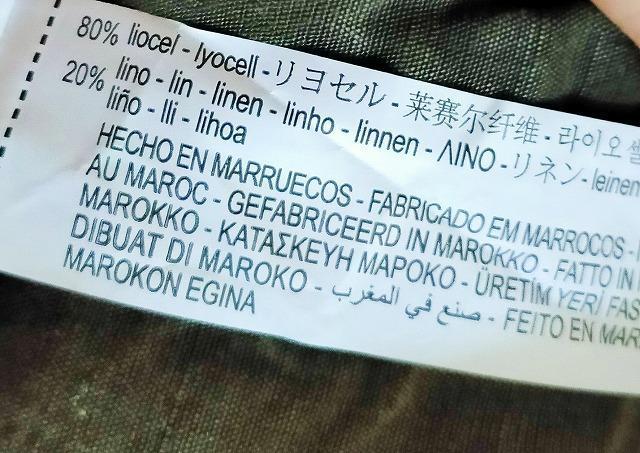 80% liocel - lyocell - リヨセル - 莱赛尔纤维 - 라이오셀
20% lino - lin - linen - linho - linnen - ΛΙΝΟ - リネン - leinen
liño - lli - lihoa
HECHO EN MARRUECOS - FABRICADO EM MARROCOS -
AU MAROC - GEFABRICEERD IN MAROKKO - FATTO IN
MAROKKO - ΚΑΤΑΣΚΕΥΗ ΜΑΡΟΚΟ - ÜRETİM YERİ FAS
DIBUAT DI MAROKO - صنع في المغرب - FEITO EN MAR
MAROKON EGINA